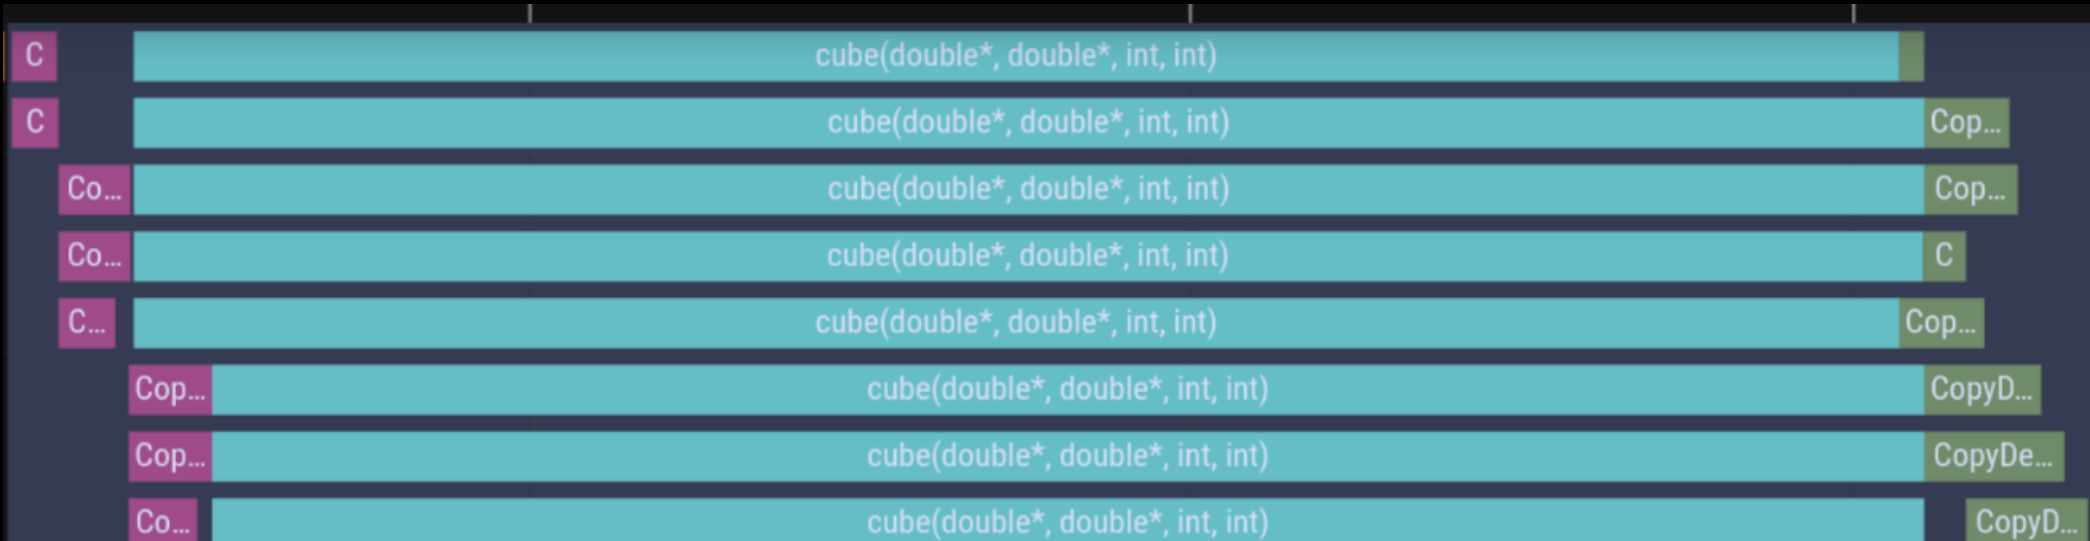 C cube(double*, double*, int, int)
C cube(double*, double*, int, int) Cop...
Co... cube(double*, double*, int, int) Cop...
Co... cube(double*, double*, int, int) C
C... cube(double*, double*, int, int) Cop...
Cop... cube(double*, double*, int, int) CopyD...
Cop... cube(double*, double*, int, int) CopyDe...
Co... cube(double*, double*, int, int) CopyD...